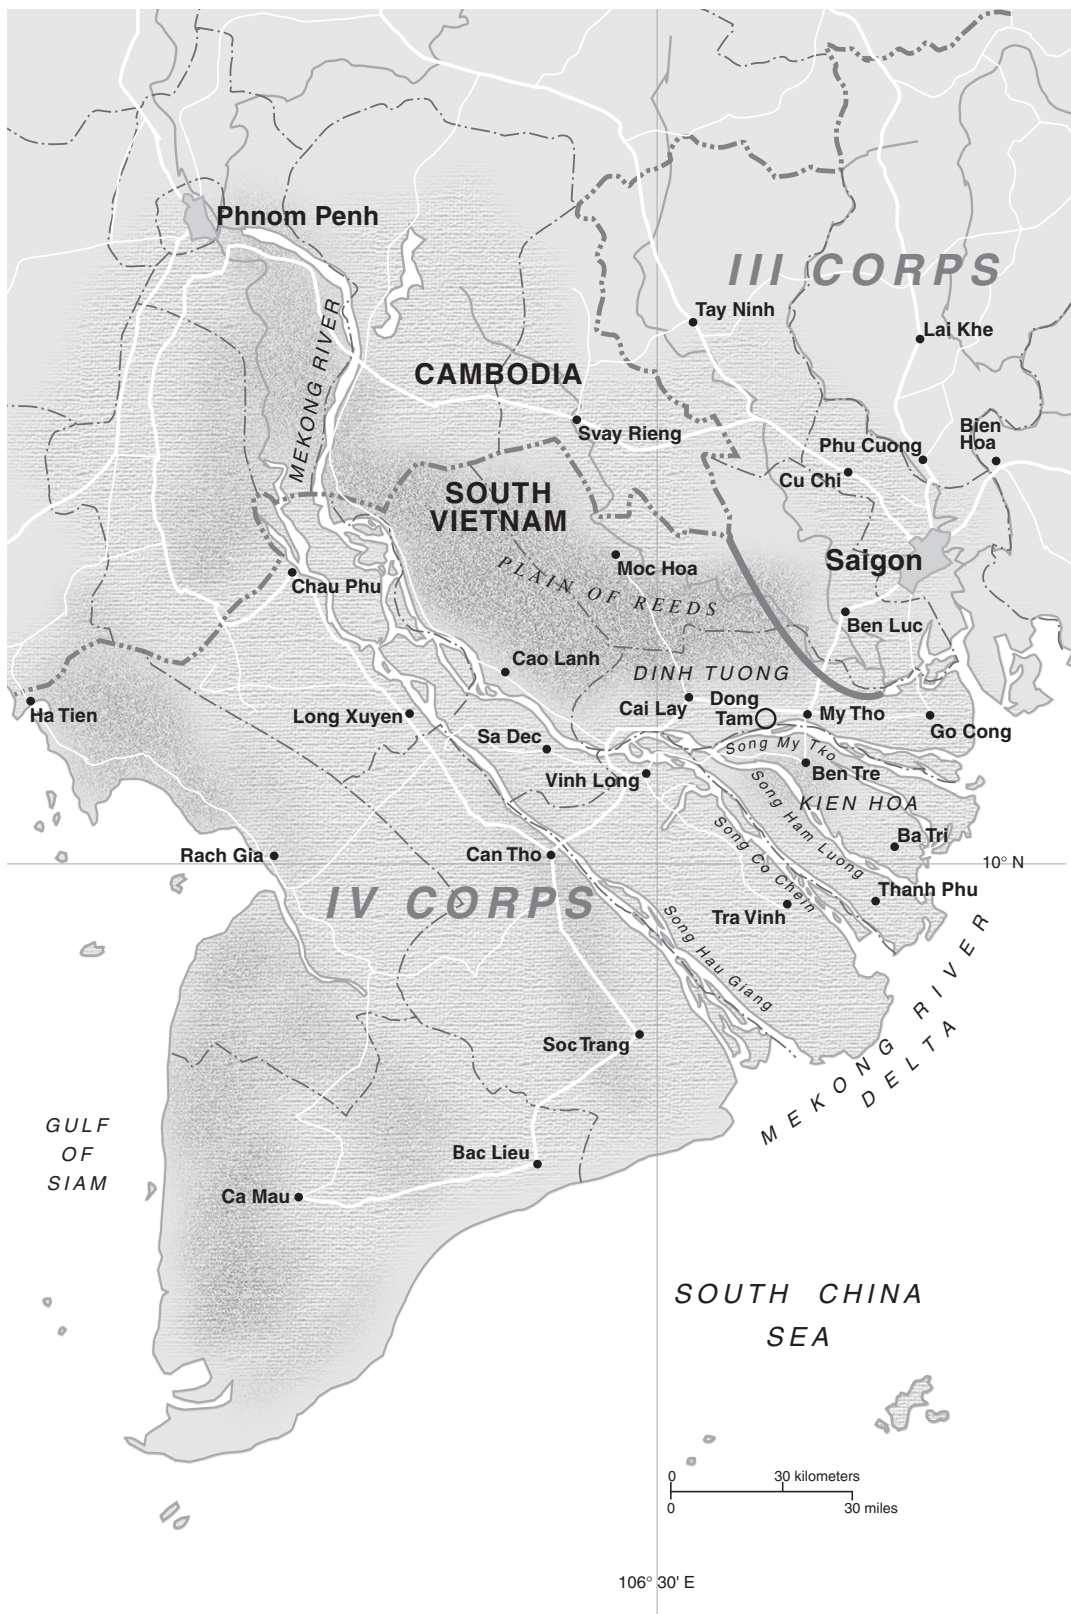 Phnom Penh
III CORPS
MEKONG RIVER
Tay Ninh
Lai Khe
CAMBODIA
Svay Rieng
Bien
Hoa
Phu Cuong
Cu Chi
SOUTH
VIETNAM
Saigon
PLAIN OF REEDS
Moc Hoa
Chau Phu
Ben Luc
Cao Lanh
DINH TUONG
Ha Tien
Long Xuyen
Cai Lay
Dong
Tam
My Tho
Go Cong
Sa Dec
Song My Tko
Vinh Long
Ben Tre
KIEN HOA
Song Ham Luong
Ba Tri
Song Co Chein
Rach Gia
Can Tho
10° N
IV CORPS
Thanh Phu
Tra Vinh
Song Hau Giang
MEKONG RIVER
DELTA
Soc Trang
GULF
OF
SIAM
Bac Lieu
Ca Mau
SOUTH CHINA
SEA
0 30 kilometers
0 30 miles
106° 30' E